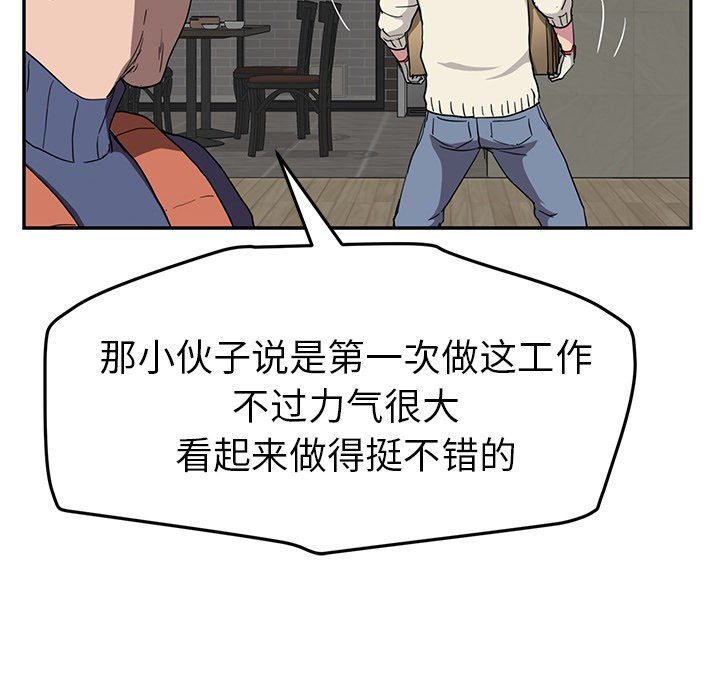 那小伙子说是第一次做这工作
不过力气很大
看起来做得挺不错的